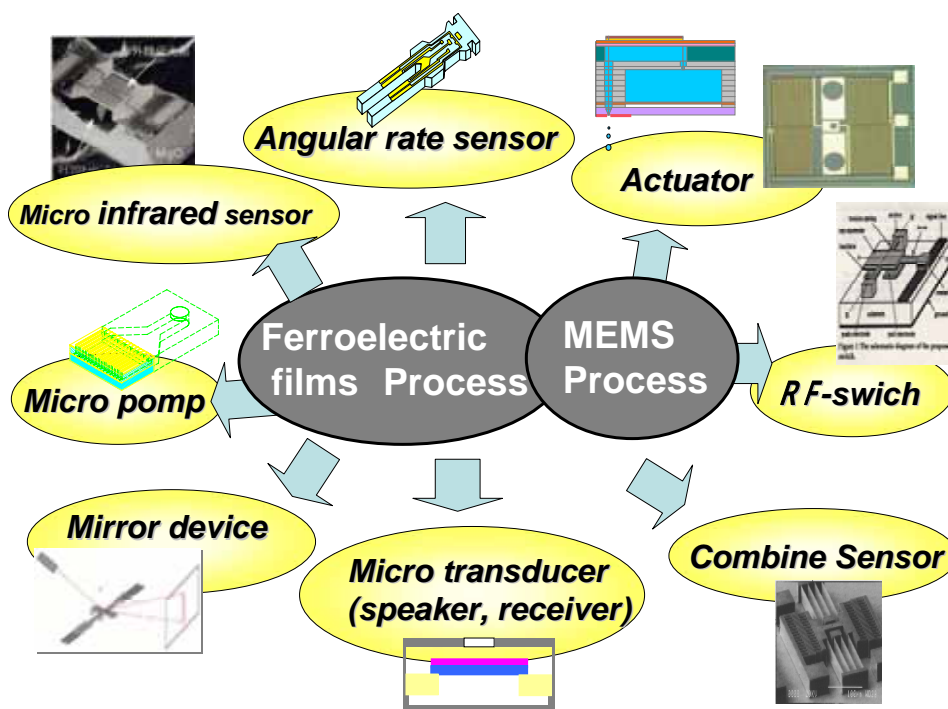 Angular rate sensor
Actuator
Micro infrared sensor
Ferroelectric
films Process
MEMS
Process
Micro pomp
RF-swich
Mirror device
Micro transducer
(speaker, receiver)
Combine Sensor